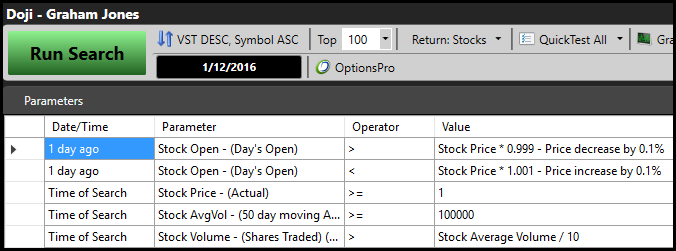 Doji - Graham Jones
Run Search
VST DESC, Symbol ASC Top 100 Return: Stocks QuickTest All Gra
1/12/2016 OptionsPro
Parameters
Date/Time Parameter Operator Value
1 day ago Stock Open - (Day's Open) > Stock Price * 0.999 - Price decrease by 0.1%
1 day ago Stock Open - (Day's Open) < Stock Price * 1.001 - Price increase by 0.1%
Time of Search Stock Price - (Actual) >= 1
Time of Search Stock AvgVol - (50 day moving A... >= 100000
Time of Search Stock Volume - (Shares Traded) (... > Stock Average Volume / 10